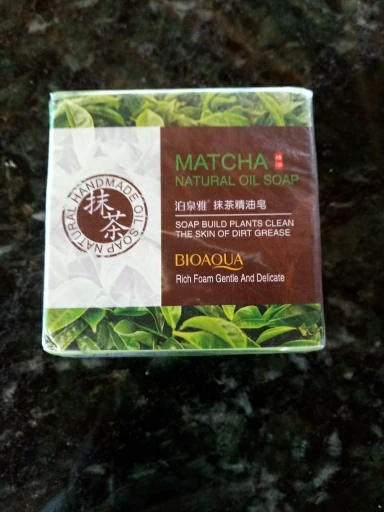 NATURAL HANDMADE OIL SOAP
抹茶
MATCHA
NATURAL OIL SOAP
泊泉雅® 抹茶精油皂
SOAP BUILD PLANTS CLEAN
THE SKIN OF DIRT GREASE
BIOAQUA
Rich Foam Gentle And Delicate